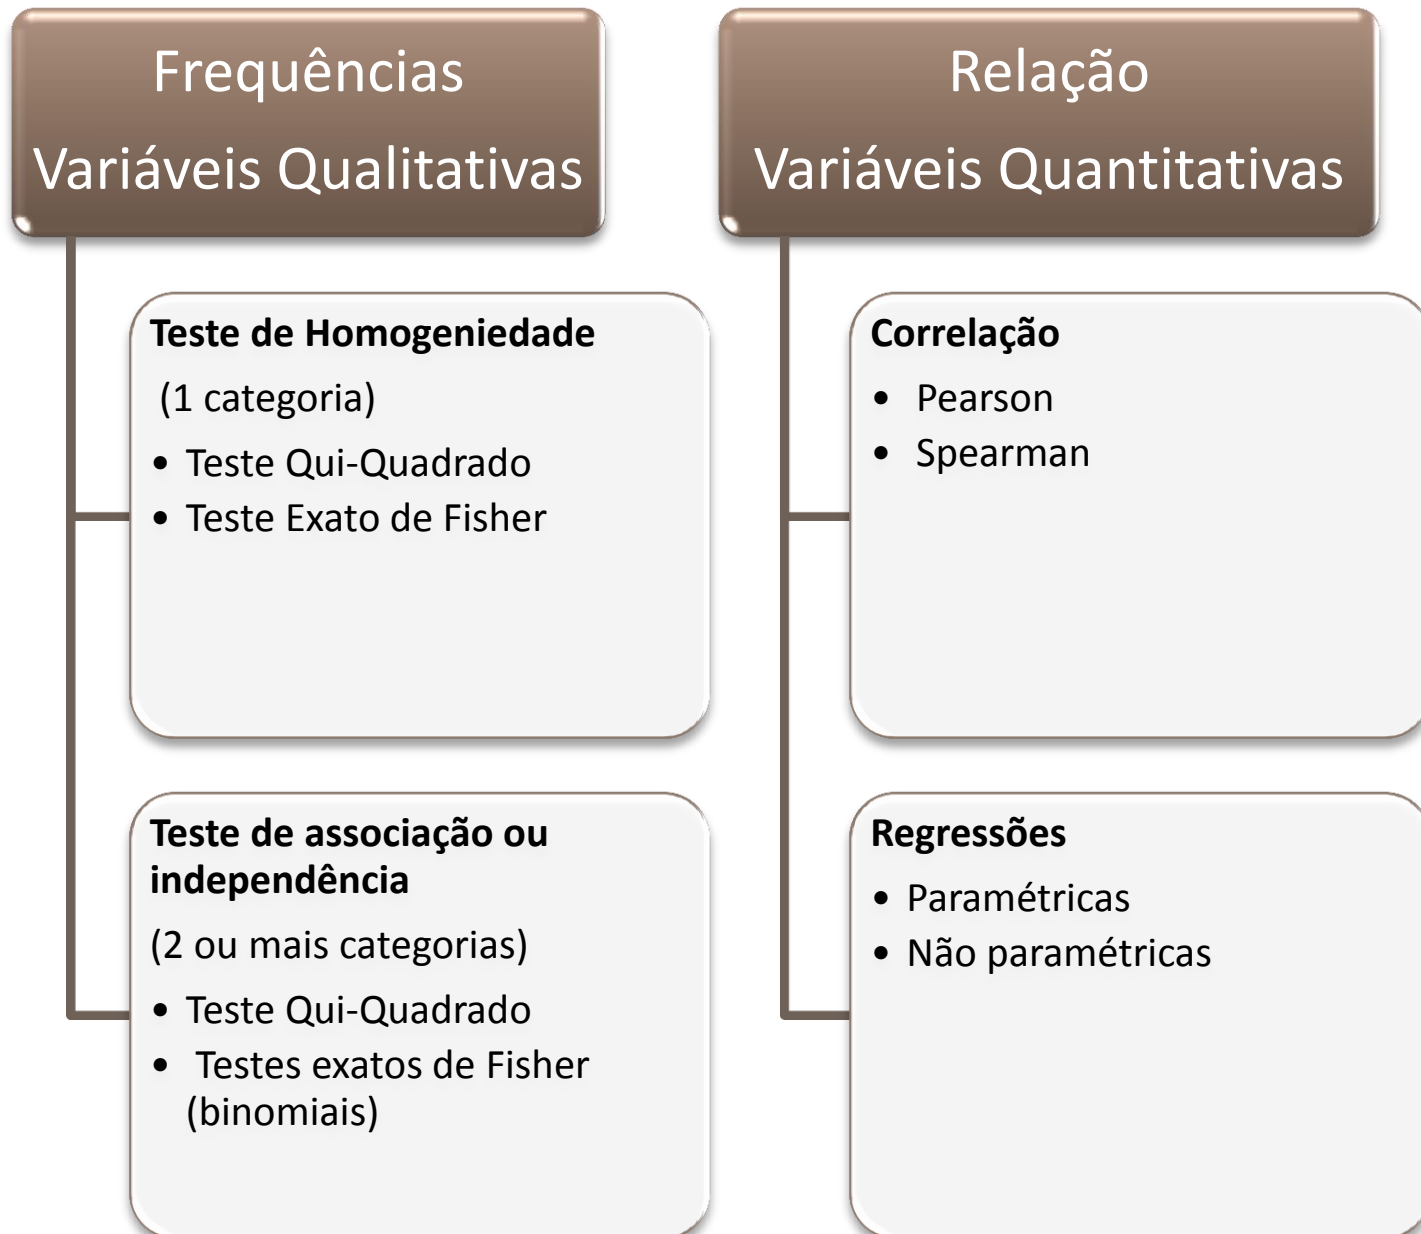 Frequências
Variáveis Qualitativas
Teste de Homogeniedade
(1 categoria)
• Teste Qui-Quadrado
• Teste Exato de Fisher
Teste de associação ou
independência
(2 ou mais categorias)
• Teste Qui-Quadrado
• Testes exatos de Fisher
(binomiais)
Relação
Variáveis Quantitativas
Correlação
• Pearson
• Spearman
Regressões
• Paramétricas
• Não paramétricas